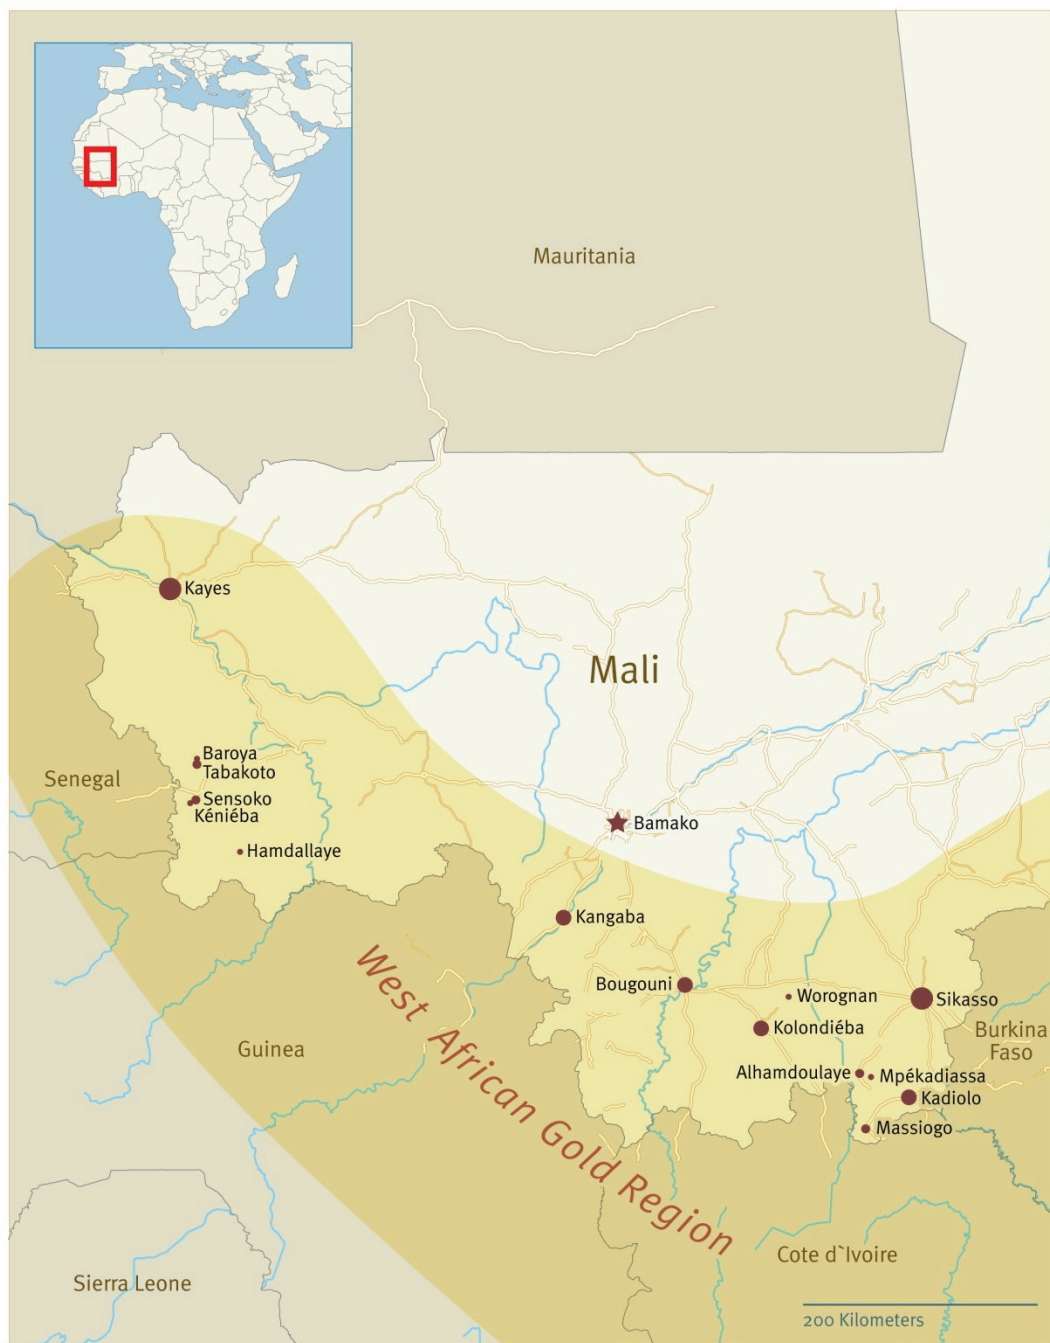 Mauritania
Kayes
Mali
Baroya
Tabakoto
Senegal
Sensoko
Kéniéba
Bamako
Hamdallaye
Kangaba
Bougouni
Worognan
Sikasso
Kolondiéba
Burkina
Faso
Guinea
Alhamdoulaye
Mpékadiassa
Kadiolo
Massiogo
West African Gold Region
Cote d`Ivoire
Sierra Leone
200 Kilometers